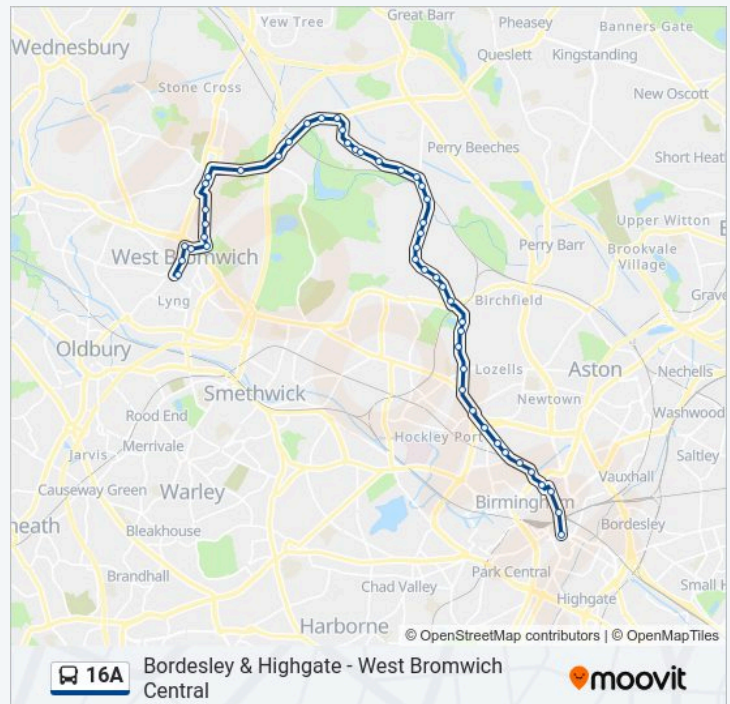 Great Barr
Yew Tree
Pheasey
Banners Gate
Wednesbury
Queslett
Kingstanding
Stone Cross
New Oscott
Perry Beeches
Short Heat
Upper Witton
Perry Barr
Brookvale
Village
West Bromwich
Lyng
Birchfield
Grave
Oldbury
Lozells
Aston
Nechells
Smethwick
Newtown
Rood End
Washwood
Hockley Port
Merrivale
Saltley
Jarvis
Causeway Green
Warley
Vauxhall
Birmingham
heath
Bleakhouse
Bordesley
Park Central
Brandhall
Chad Valley
Small H
Highgate
Harborne
© OpenStreetMap contributors | © OpenMapTiles
16A
Bordesley & Highgate - West Bromwich
Central
moovit